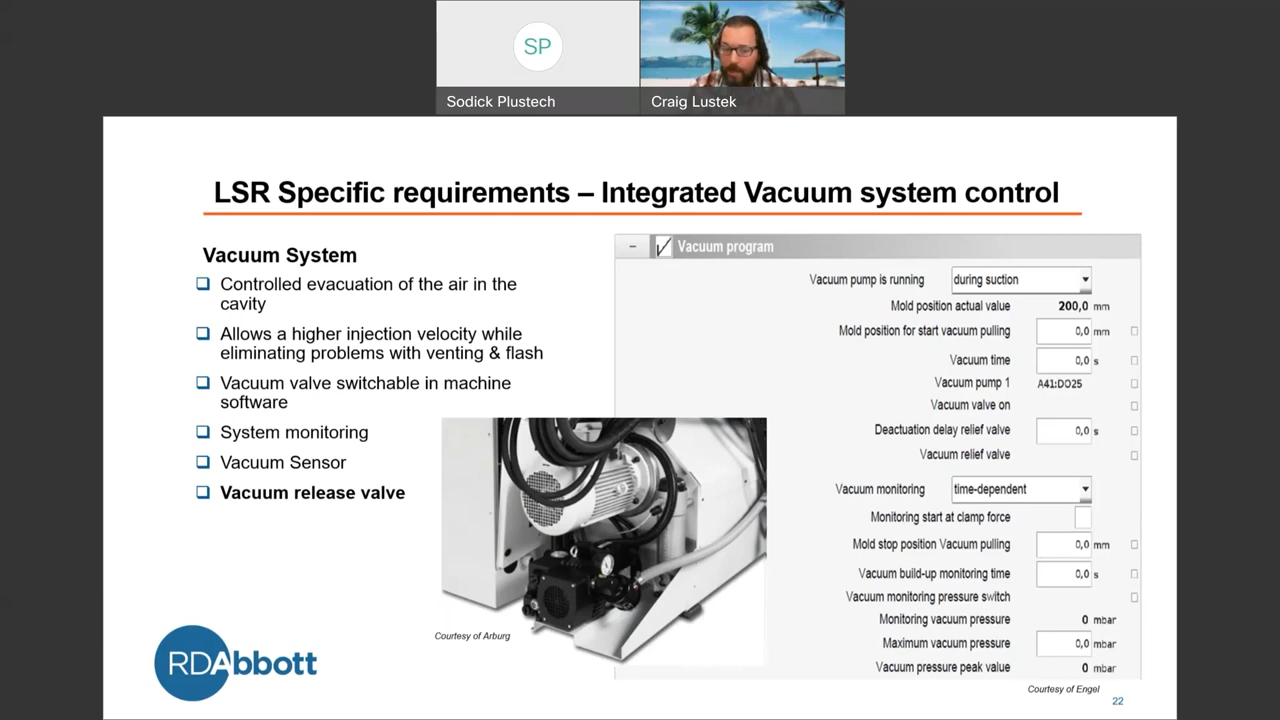 SP
Sodick Plustech
Craig Lustek
LSR Specific requirements – Integrated Vacuum system control
Vacuum System
Controlled evacuation of the air in the
cavity
Allows a higher injection velocity while
eliminating problems with venting & flash
Vacuum valve switchable in machine
software
System monitoring
Vacuum Sensor
Vacuum release valve
Vacuum program
Vacuum pump is running during suction
Mold position actual value 200,0 mm
Mold position for start vacuum pulling 0,0 mm
Vacuum time 0,0 s
Vacuum pump 1 A41:DO25
Vacuum valve on
Deactuation delay relief valve 0,0 s
Vacuum relief valve
Vacuum monitoring time-dependent
Monitoring start at clamp force
Mold stop position Vacuum pulling 0,0 mm
Vacuum build-up monitoring time 0,0 s
Vacuum monitoring pressure switch
Monitoring vacuum pressure 0 mbar
Maximum vacuum pressure 0,0 mbar
Vacuum pressure peak value 0 mbar
Courtesy of Arburg
Courtesy of Engel
RDAbbott
22